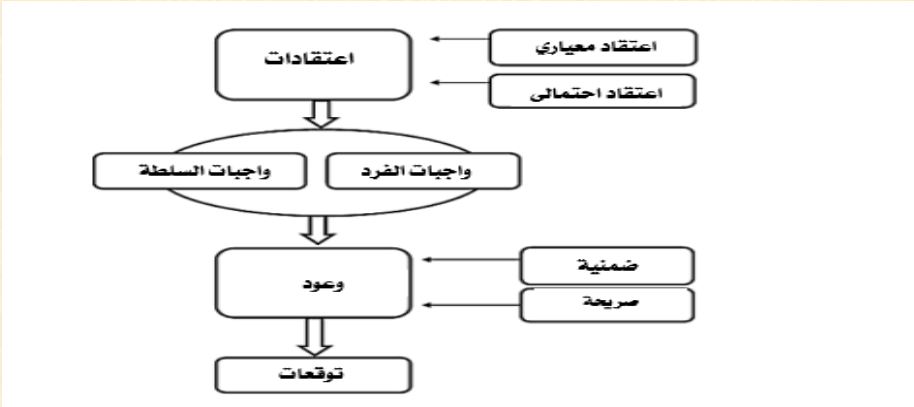 اعتقادات
اعتقاد معياري
اعتقاد احتمالى
واجبات الفرد
واجبات السلطة
وعود
ضمنية
صريحة
توقعات